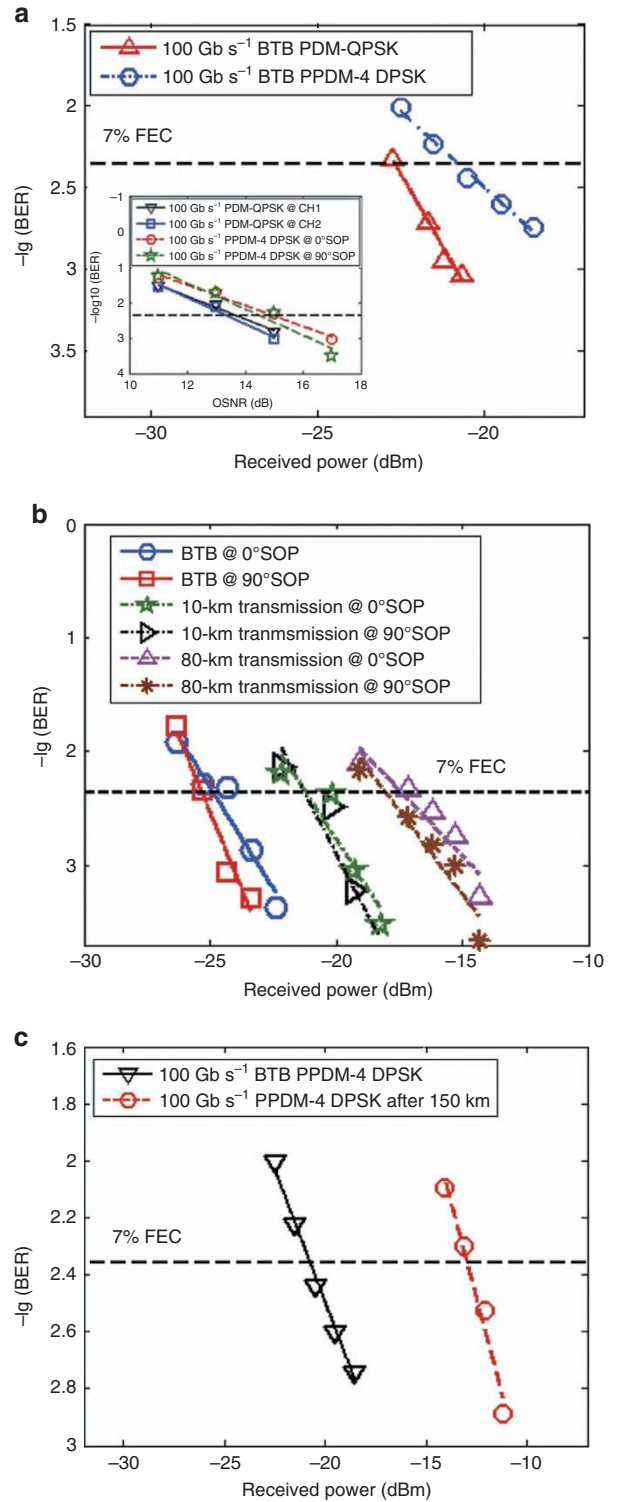 a
1.5
2
2.5
3
3.5
–lg (BER)
100 Gb s⁻¹ BTB PDM-QPSK
100 Gb s⁻¹ BTB PPDM-4 DPSK
7% FEC
–1
0
1
2
3
4
–log10 (BER)
100 Gb s⁻¹ PDM-QPSK @ CH1
100 Gb s⁻¹ PDM-QPSK @ CH2
100 Gb s⁻¹ PPDM-4 DPSK @ 0°SOP
100 Gb s⁻¹ PPDM-4 DPSK @ 90°SOP
10 12 14 16 18
OSNR (dB)
–30 –25 –20
Received power (dBm)
b
0
1
2
3
–lg (BER)
BTB @ 0°SOP
BTB @ 90°SOP
10-km transmission @ 0°SOP
10-km tranmsmission @ 90°SOP
80-km transmission @ 0°SOP
80-km tranmsmission @ 90°SOP
7% FEC
–30 –25 –20 –15 –10
Received power (dBm)
c
1.6
1.8
2
2.2
2.4
2.6
2.8
3
–lg (BER)
100 Gb s⁻¹ BTB PPDM-4 DPSK
100 Gb s⁻¹ PPDM-4 DPSK after 150 km
7% FEC
–30 –25 –20 –15 –10
Received power (dBm)